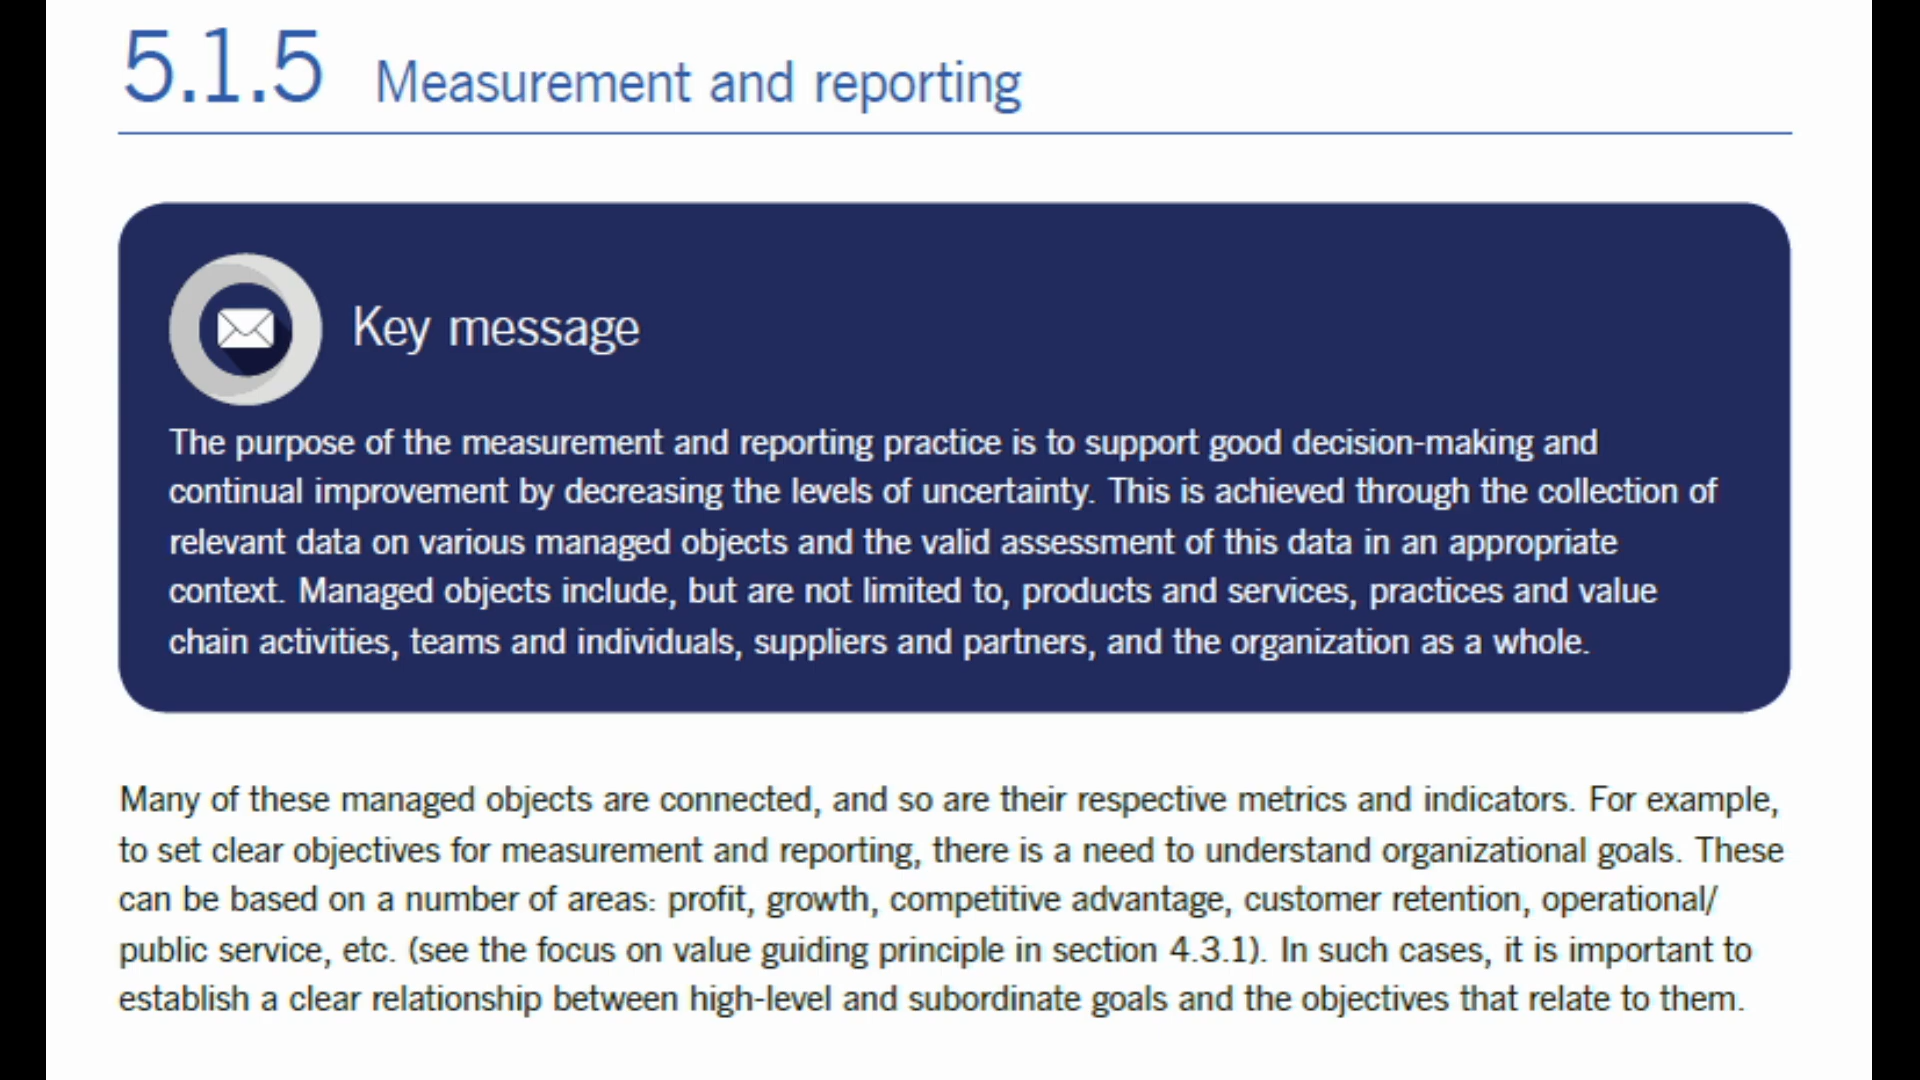 5.1.5 Measurement and reporting
Key message
The purpose of the measurement and reporting practice is to support good decision-making and
continual improvement by decreasing the levels of uncertainty. This is achieved through the collection of
relevant data on various managed objects and the valid assessment of this data in an appropriate
context. Managed objects include, but are not limited to, products and services, practices and value
chain activities, teams and individuals, suppliers and partners, and the organization as a whole.
Many of these managed objects are connected, and so are their respective metrics and indicators. For example,
to set clear objectives for measurement and reporting, there is a need to understand organizational goals. These
can be based on a number of areas: profit, growth, competitive advantage, customer retention, operational/
public service, etc. (see the focus on value guiding principle in section 4.3.1). In such cases, it is important to
establish a clear relationship between high-level and subordinate goals and the objectives that relate to them.